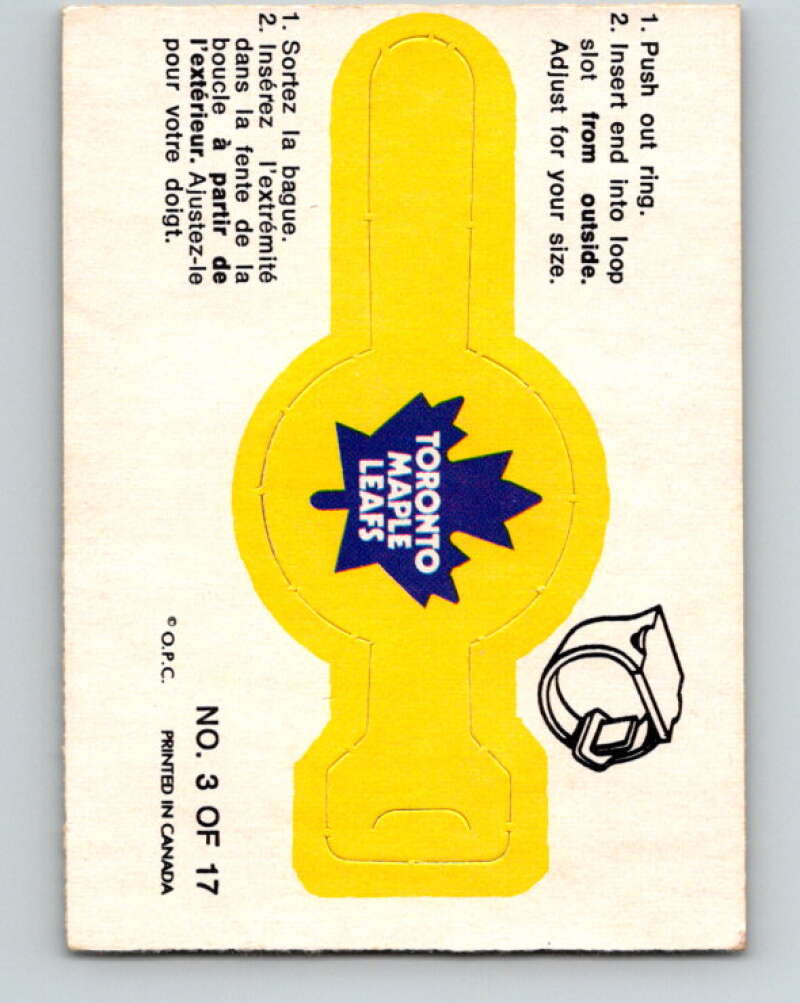 1. Push out ring.
2. Insert end into loop
slot from outside.
Adjust for your size.
TORONTO
MAPLE
LEAFS
1. Sortez la bague.
2. Insérez l'extrémité
dans la fente de la
boucle à partir de
l'extérieur. Ajustez-le
pour votre doigt.
NO. 3 OF 17
© O.P.C. PRINTED IN CANADA